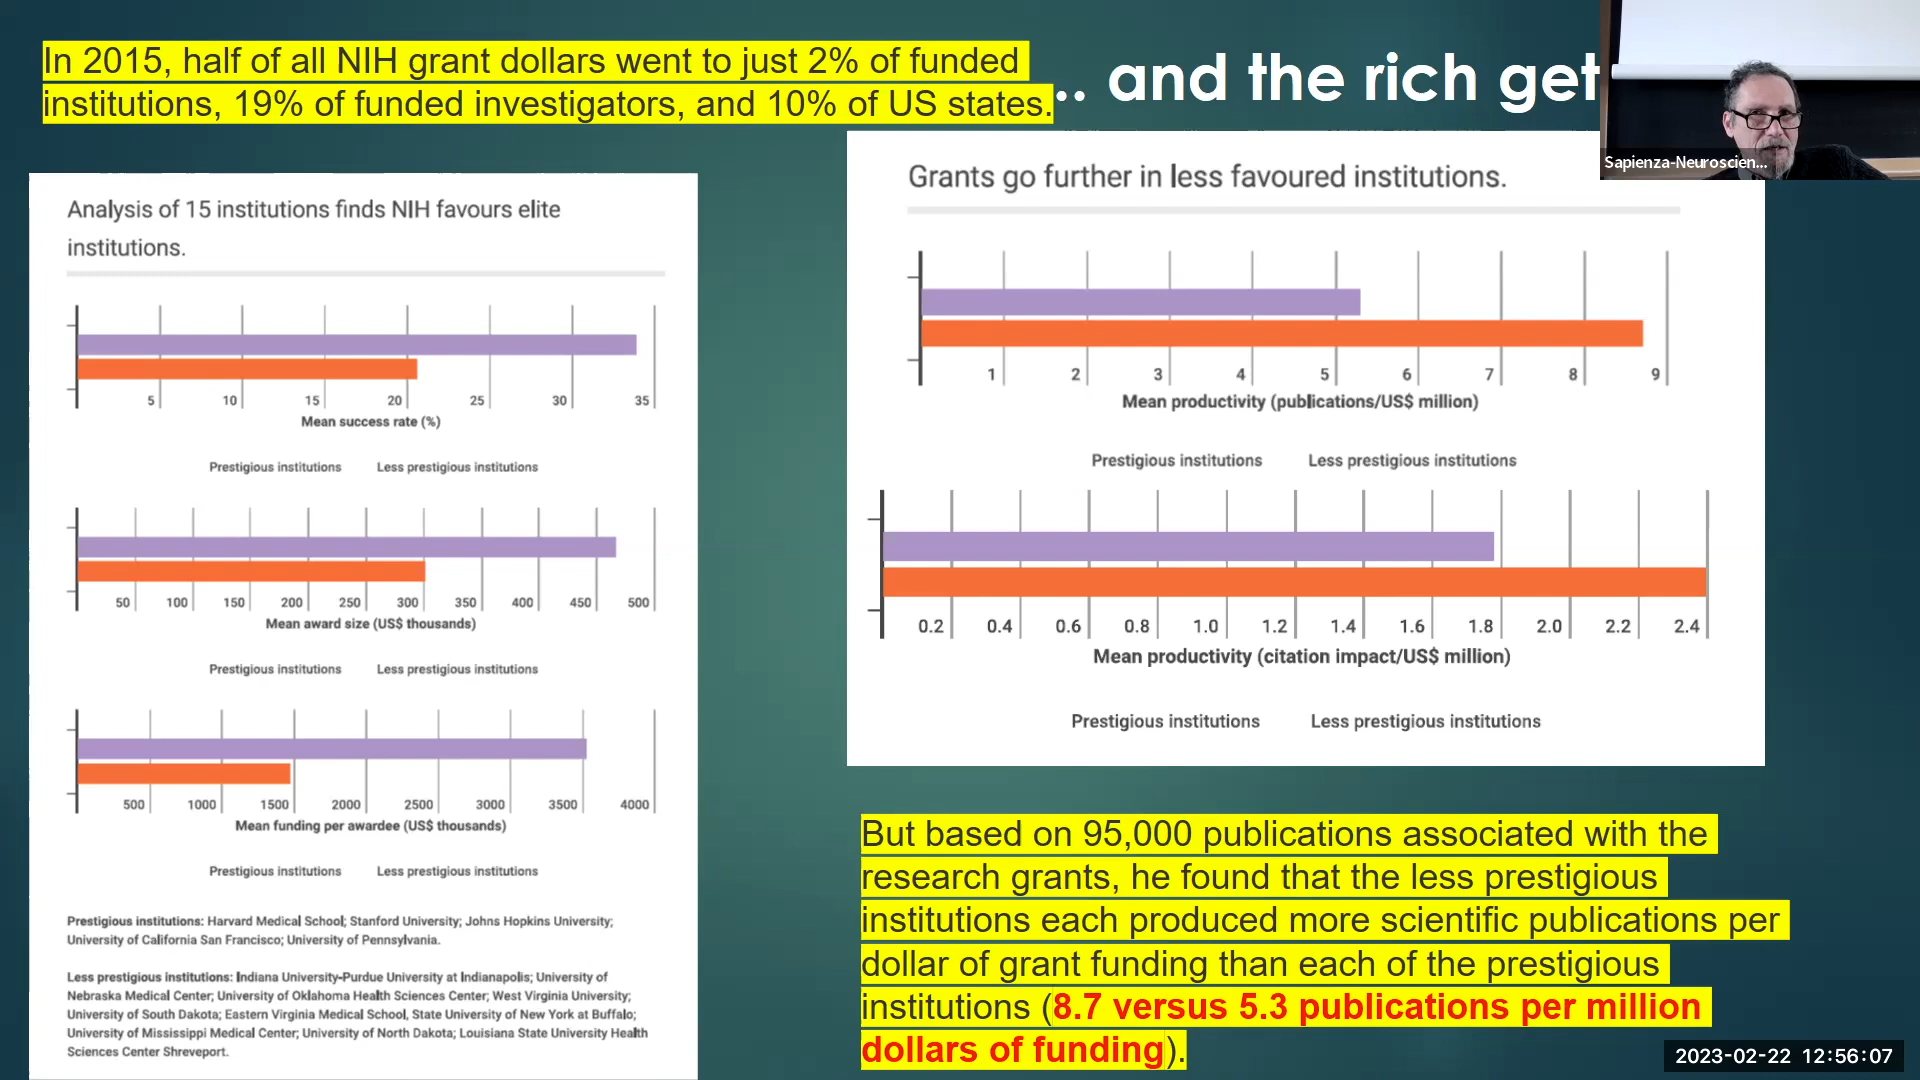 In 2015, half of all NIH grant dollars went to just 2% of funded
institutions, 19% of funded investigators, and 10% of US states.
.. and the rich get
Sapienza-Neuroscien...
Analysis of 15 institutions finds NIH favours elite
institutions.
5 10 15 20 25 30 35
Mean success rate (%)
Prestigious institutions Less prestigious institutions
50 100 150 200 250 300 350 400 450 500
Mean award size (US$ thousands)
Prestigious institutions Less prestigious institutions
500 1000 1500 2000 2500 3000 3500 4000
Mean funding per awardee (US$ thousands)
Prestigious institutions Less prestigious institutions
Prestigious institutions: Harvard Medical School; Stanford University; Johns Hopkins University;
University of California San Francisco; University of Pennsylvania.
Less prestigious institutions: Indiana University-Purdue University at Indianapolis; University of
Nebraska Medical Center; University of Oklahoma Health Sciences Center; West Virginia University;
University of South Dakota; Eastern Virginia Medical School, State University of New York at Buffalo;
University of Mississippi Medical Center; University of North Dakota; Louisiana State University Health
Sciences Center Shreveport.
Grants go further in less favoured institutions.
1 2 3 4 5 6 7 8 9
Mean productivity (publications/US$ million)
Prestigious institutions Less prestigious institutions
0.2 0.4 0.6 0.8 1.0 1.2 1.4 1.6 1.8 2.0 2.2 2.4
Mean productivity (citation impact/US$ million)
Prestigious institutions Less prestigious institutions
But based on 95,000 publications associated with the
research grants, he found that the less prestigious
institutions each produced more scientific publications per
dollar of grant funding than each of the prestigious
institutions (8.7 versus 5.3 publications per million
dollars of funding).
2023-02-22 12:56:07